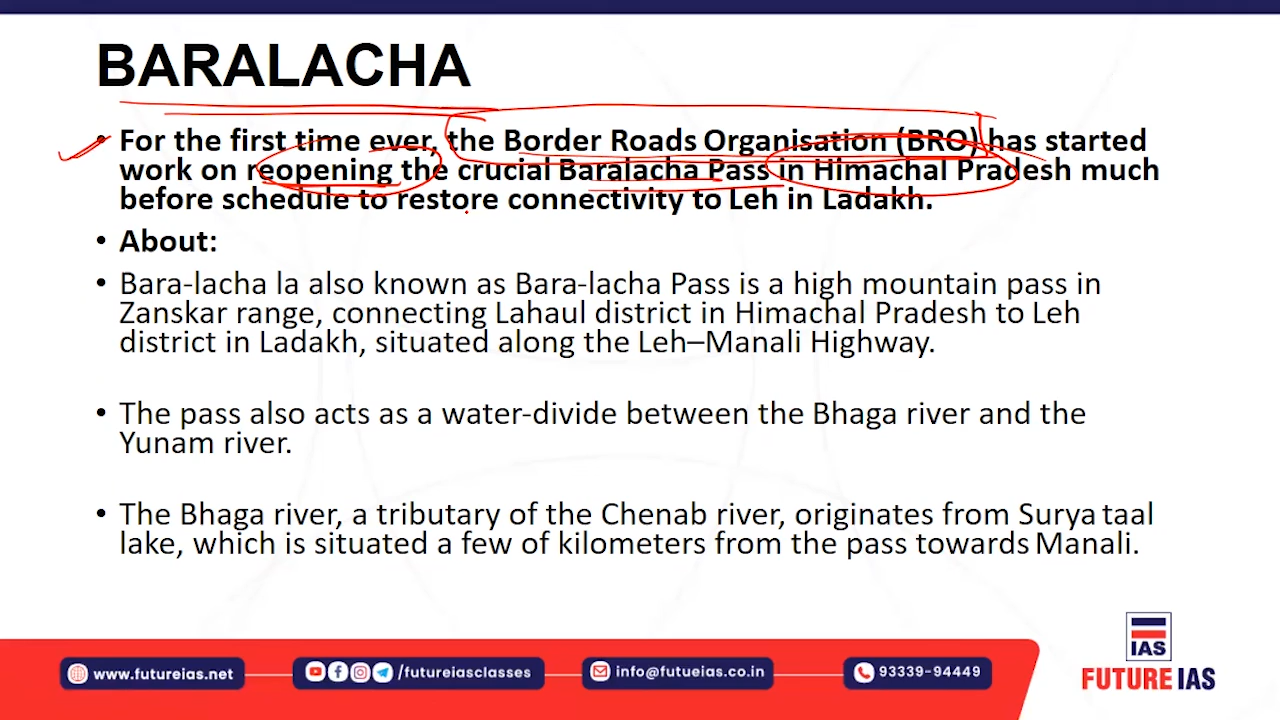 BARALACHA
• For the first time ever, the Border Roads Organisation (BRO) has started
work on reopening the crucial Baralacha Pass in Himachal Pradesh much
before schedule to restore connectivity to Leh in Ladakh.
• About:
• Bara-lacha la also known as Bara-lacha Pass is a high mountain pass in
Zanskar range, connecting Lahaul district in Himachal Pradesh to Leh
district in Ladakh, situated along the Leh–Manali Highway.
• The pass also acts as a water-divide between the Bhaga river and the
Yunam river.
• The Bhaga river, a tributary of the Chenab river, originates from Surya taal
lake, which is situated a few of kilometers from the pass towards Manali.
www.futureias.net
/futureiasclasses
info@futueias.co.in
93339-94449
IAS
FUTURE IAS